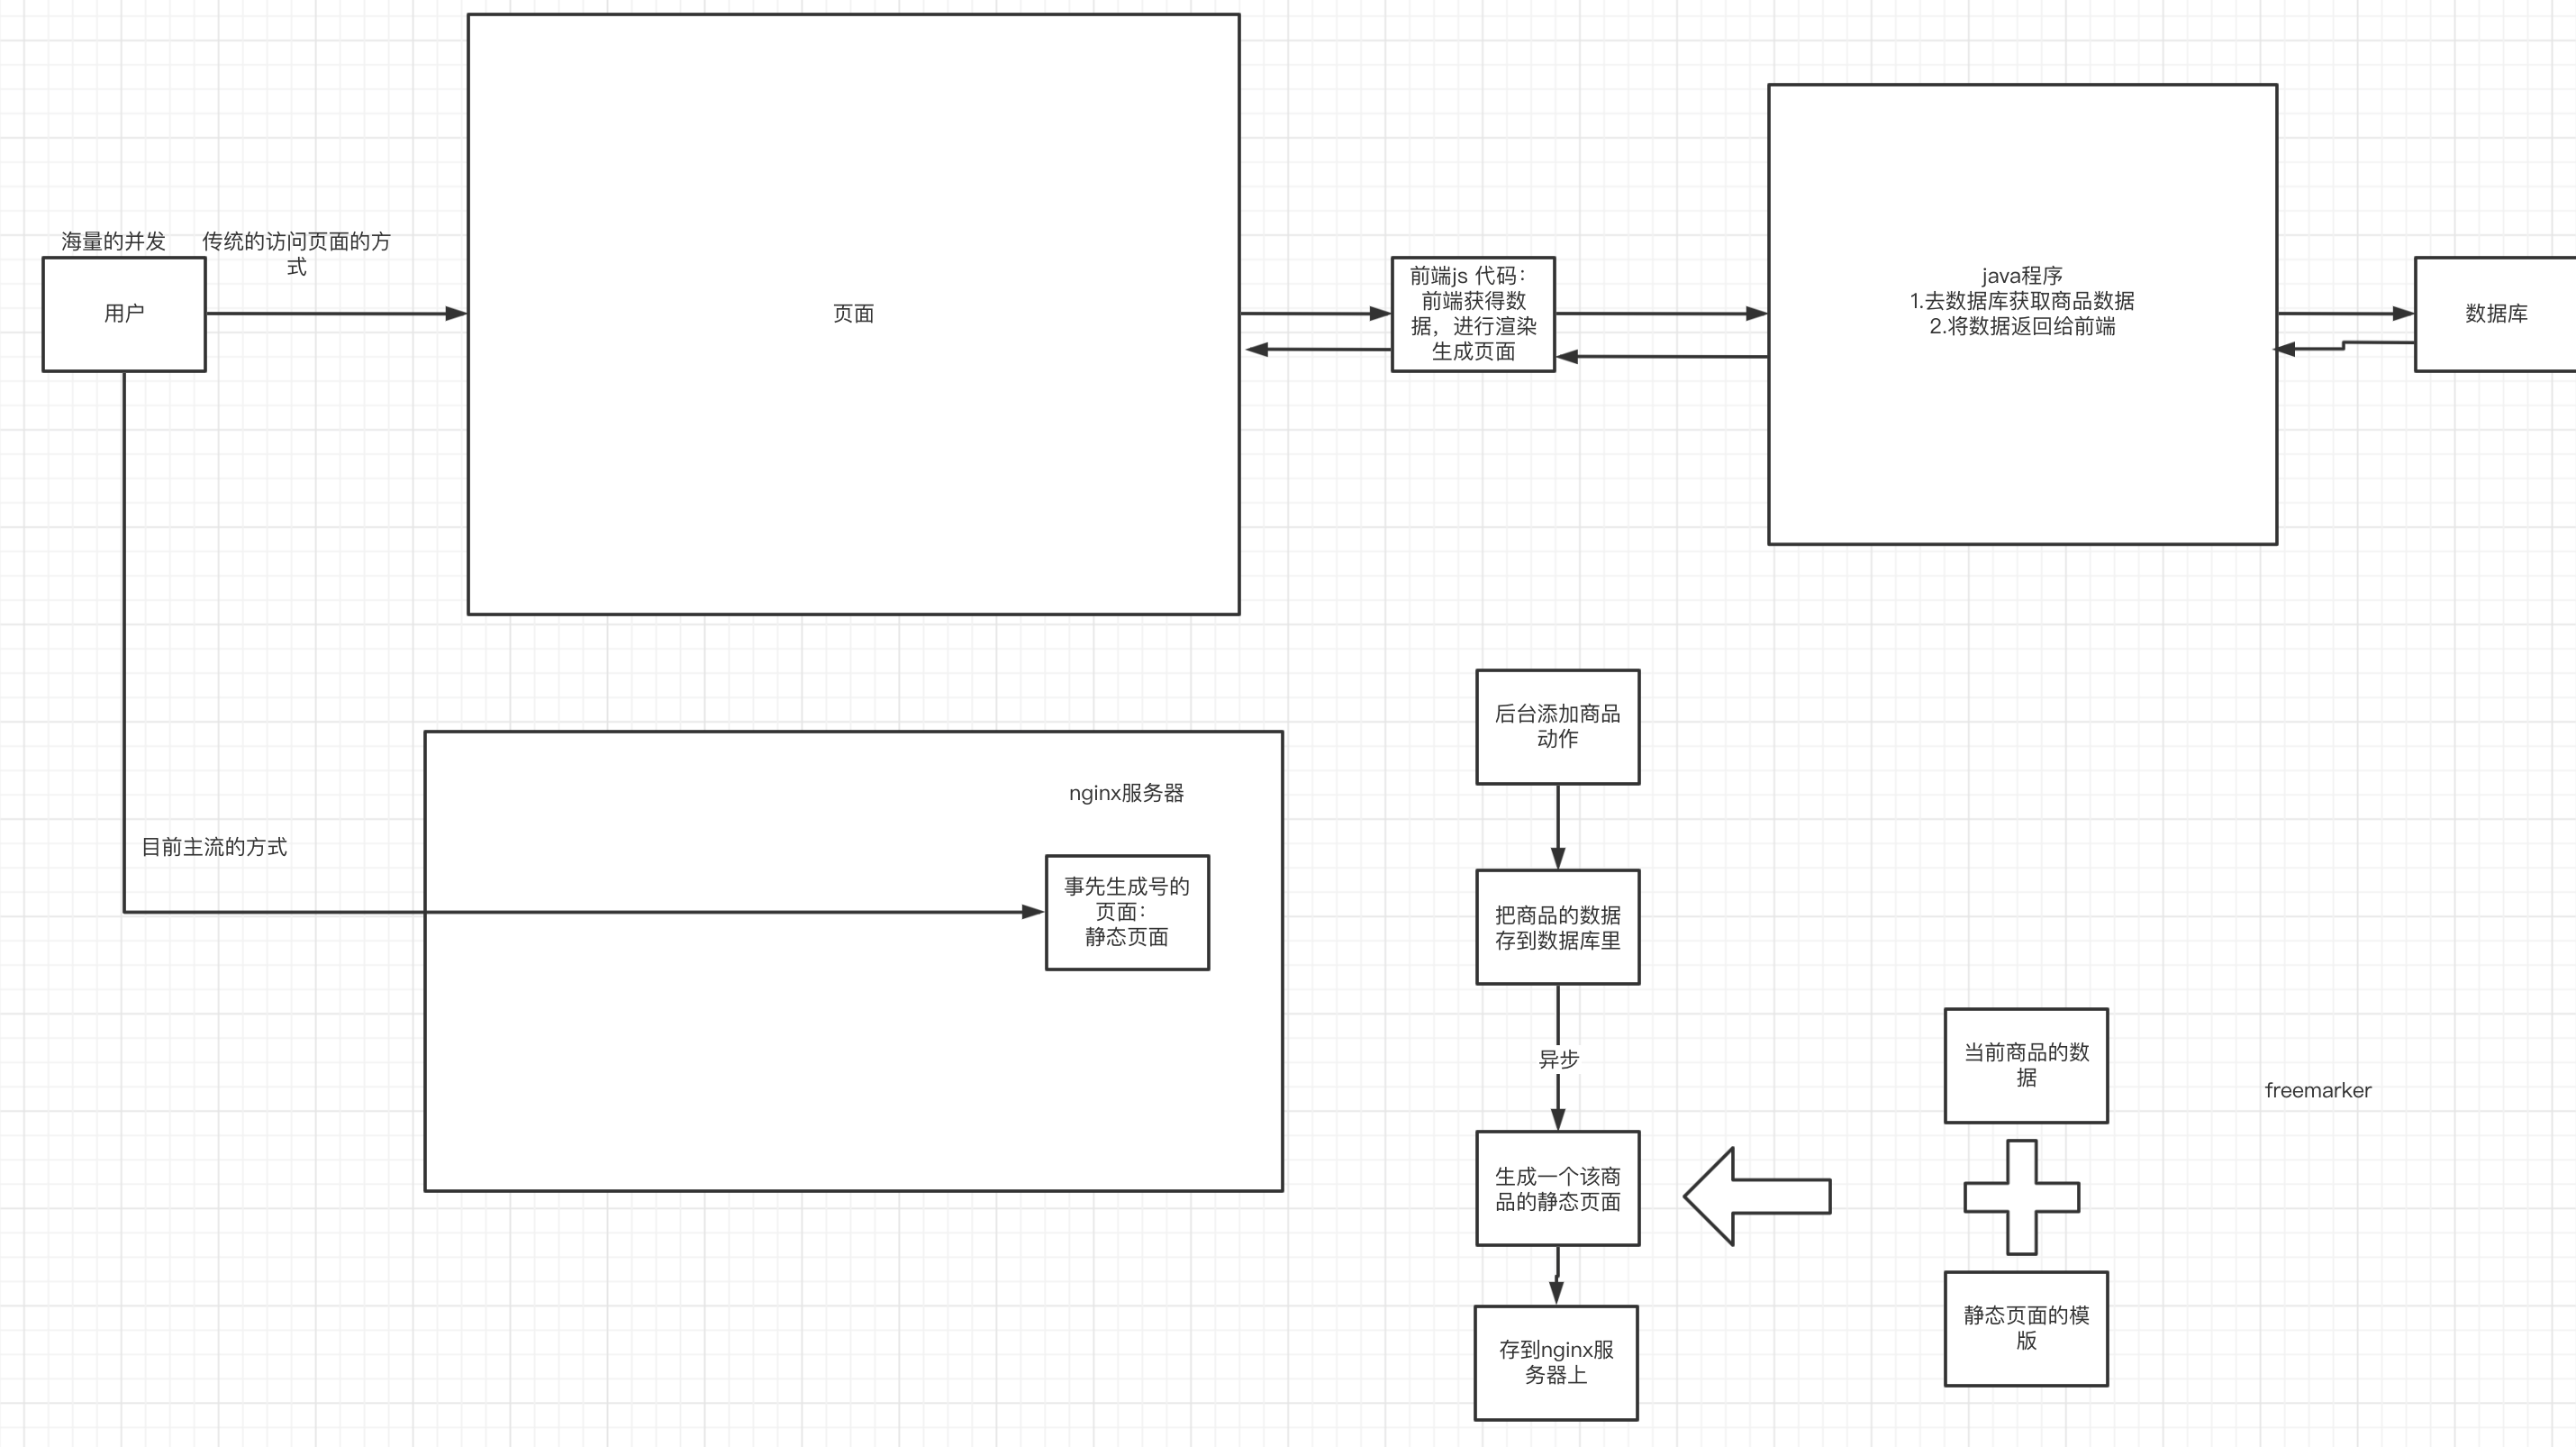 海量的并发
传统的访问页面的方
式
用户
页面
前端js 代码：
前端获得数
据，进行渲染
生成页面
java程序
1.去数据库获取商品数据
2.将数据返回给前端
数据库
目前主流的方式
nginx服务器
事先生成号的
页面：
静态页面
后台添加商品
动作
把商品的数据
存到数据库里
异步
生成一个该商
品的静态页面
存到nginx服
务器上
当前商品的数
据
静态页面的模
版
freemarker